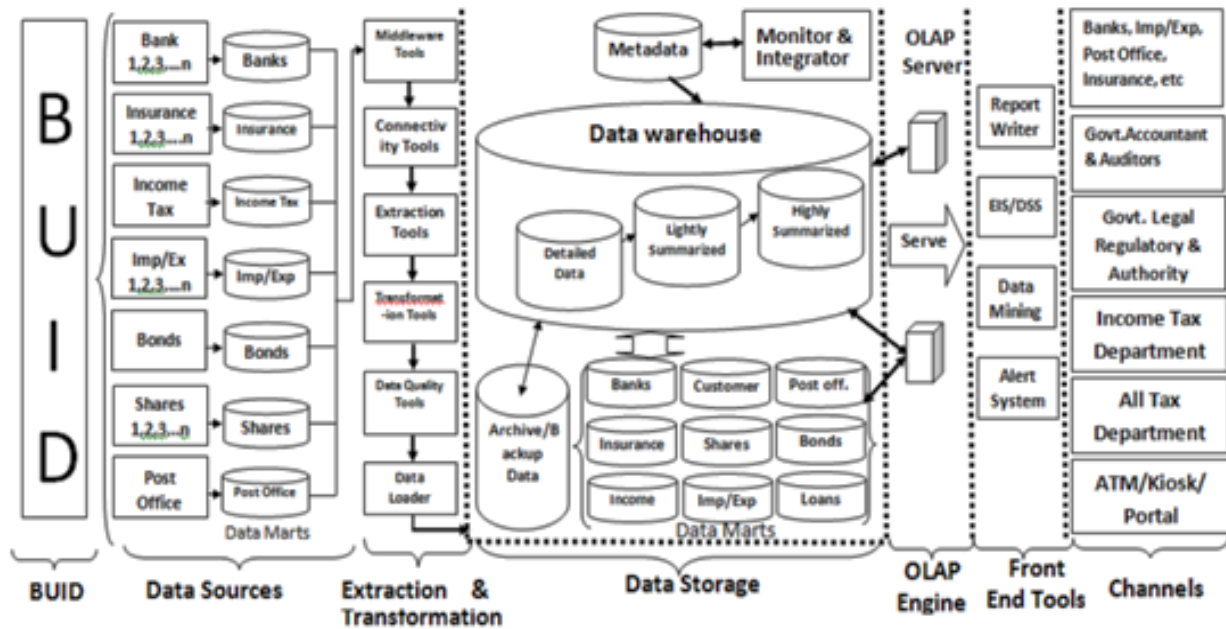 B
U
I
D
Bank
1,2,3,...n
Banks
Insurance
1,2,3,...n
Insurance
Income
Tax
Income Tax
Imp/Ex
1,2,3,...n
Imp/Exp
Bonds
Bonds
Shares
1,2,3,...n
Shares
Post
Office
Post Office
Data Marts
Middleware
Tools
Connectiv
ity Tools
Extraction
Tools
Transformat
-ion Tools
Data Quality
Tools
Data
Loader
Metadata
Monitor &
Integrator
Data warehouse
Detailed
Data
Lightly
Summarized
Highly
Summarized
Archive/B
ackup
Data
Banks
Customer
Post off.
Insurance
Shares
Bonds
Income
Imp/Exp
Loans
Data Marts
OLAP
Server
Serve
Report
Writer
EIS/DSS
Data
Mining
Alert
System
Banks, Imp/Exp,
Post Office,
Insurance, etc
Govt.Accountant
& Auditors
Govt. Legal
Regulatory &
Authority
Income Tax
Department
All Tax
Department
ATM/Kiosk/
Portal
BUID
Data Sources
Extraction &
Transformation
Data Storage
OLAP
Engine
Front
End Tools
Channels